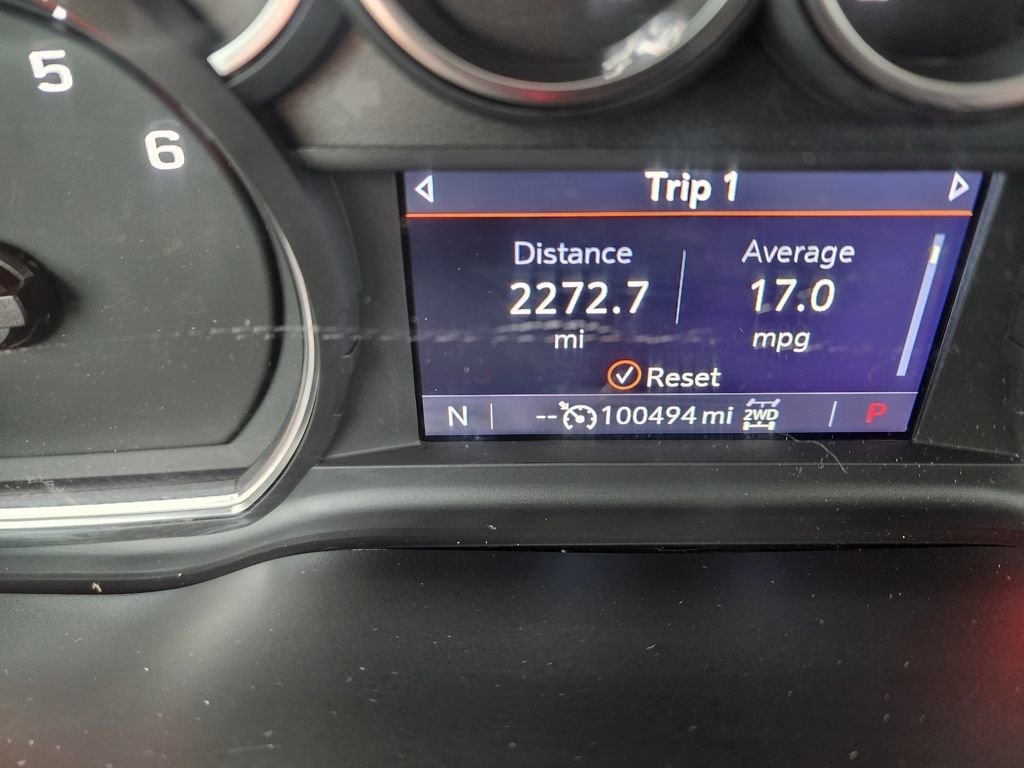 5
6
Trip 1
Distance
Average
2272.7
17.0
mi
mpg
Reset
N -- 100494 mi 2WD P